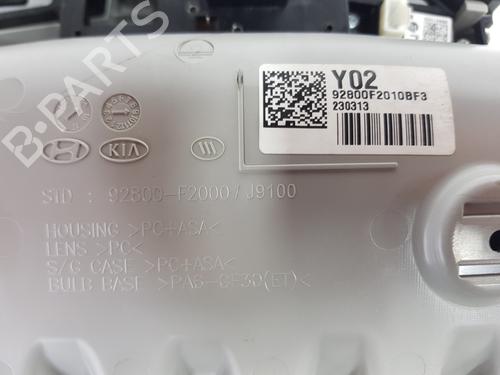 Y02
92800F2010BF3
230313
B-PARTS
KIA
STD : 92800-F2000/J9100
HOUSING >PC+ASA<
LENS >PC<
S/G CASE >PC+ASA<
BULB BASE >PA6-GF30(ET)<